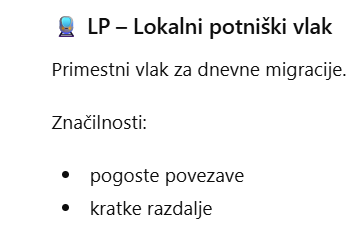 🚆 LP – Lokalni potniški vlak
Primestni vlak za dnevne migracije.
Značilnosti:
• pogoste povezave
• kratke razdalje